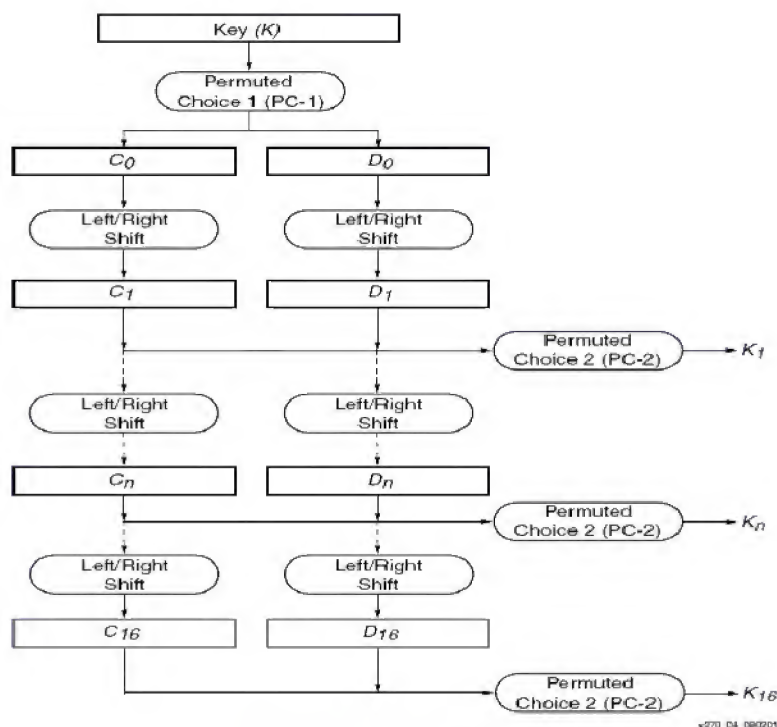 Key (K)
Permuted
Choice 1 (PC-1)
C0 D0
Left/Right Left/Right
Shift Shift
C1 D1
Permuted
Choice 2 (PC-2) K1
Left/Right Left/Right
Shift Shift
Cn Dn
Permuted
Choice 2 (PC-2) Kn
Left/Right Left/Right
Shift Shift
C16 D16
Permuted
Choice 2 (PC-2) K16